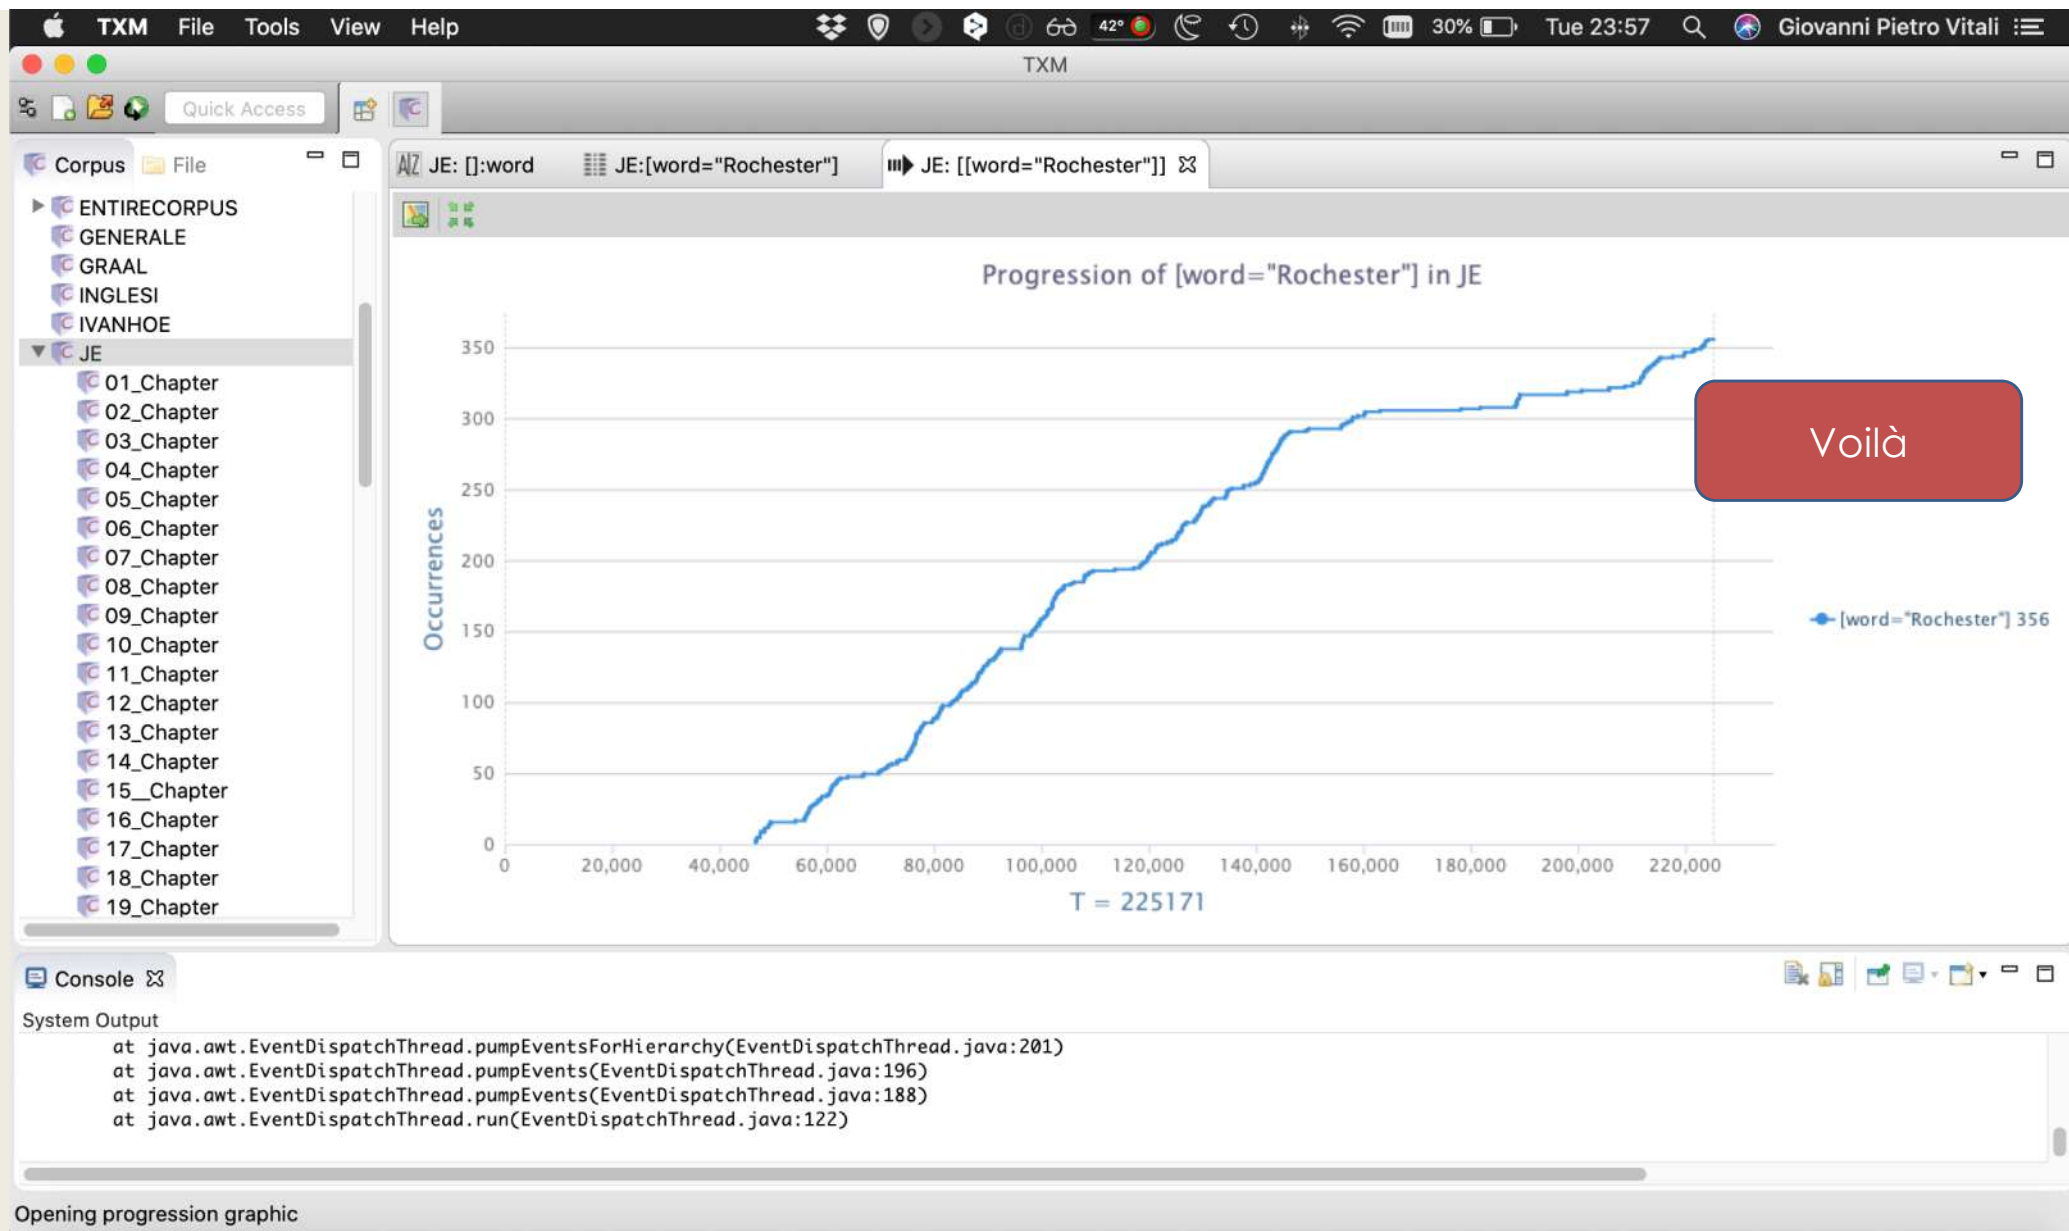 TXM File Tools View Help 42° 30% Tue 23:57 Giovanni Pietro Vitali
TXM
Quick Access
Corpus File
ENTIRECORPUS
GENERALE
GRAAL
INGLESI
IVANHOE
JE
01_Chapter
02_Chapter
03_Chapter
04_Chapter
05_Chapter
06_Chapter
07_Chapter
08_Chapter
09_Chapter
10_Chapter
11_Chapter
12_Chapter
13_Chapter
14_Chapter
15__Chapter
16_Chapter
17_Chapter
18_Chapter
19_Chapter
JE: []:word JE:[word="Rochester"] JE: [[word="Rochester"]]
Progression of [word="Rochester"] in JE
Occurrences
350
300
250
200
150
100
50
0
0 20,000 40,000 60,000 80,000 100,000 120,000 140,000 160,000 180,000 200,000 220,000
T = 225171
Voilà
[word="Rochester"] 356
Console
System Output
at java.awt.EventDispatchThread.pumpEventsForHierarchy(EventDispatchThread.java:201)
at java.awt.EventDispatchThread.pumpEvents(EventDispatchThread.java:196)
at java.awt.EventDispatchThread.pumpEvents(EventDispatchThread.java:188)
at java.awt.EventDispatchThread.run(EventDispatchThread.java:122)
Opening progression graphic